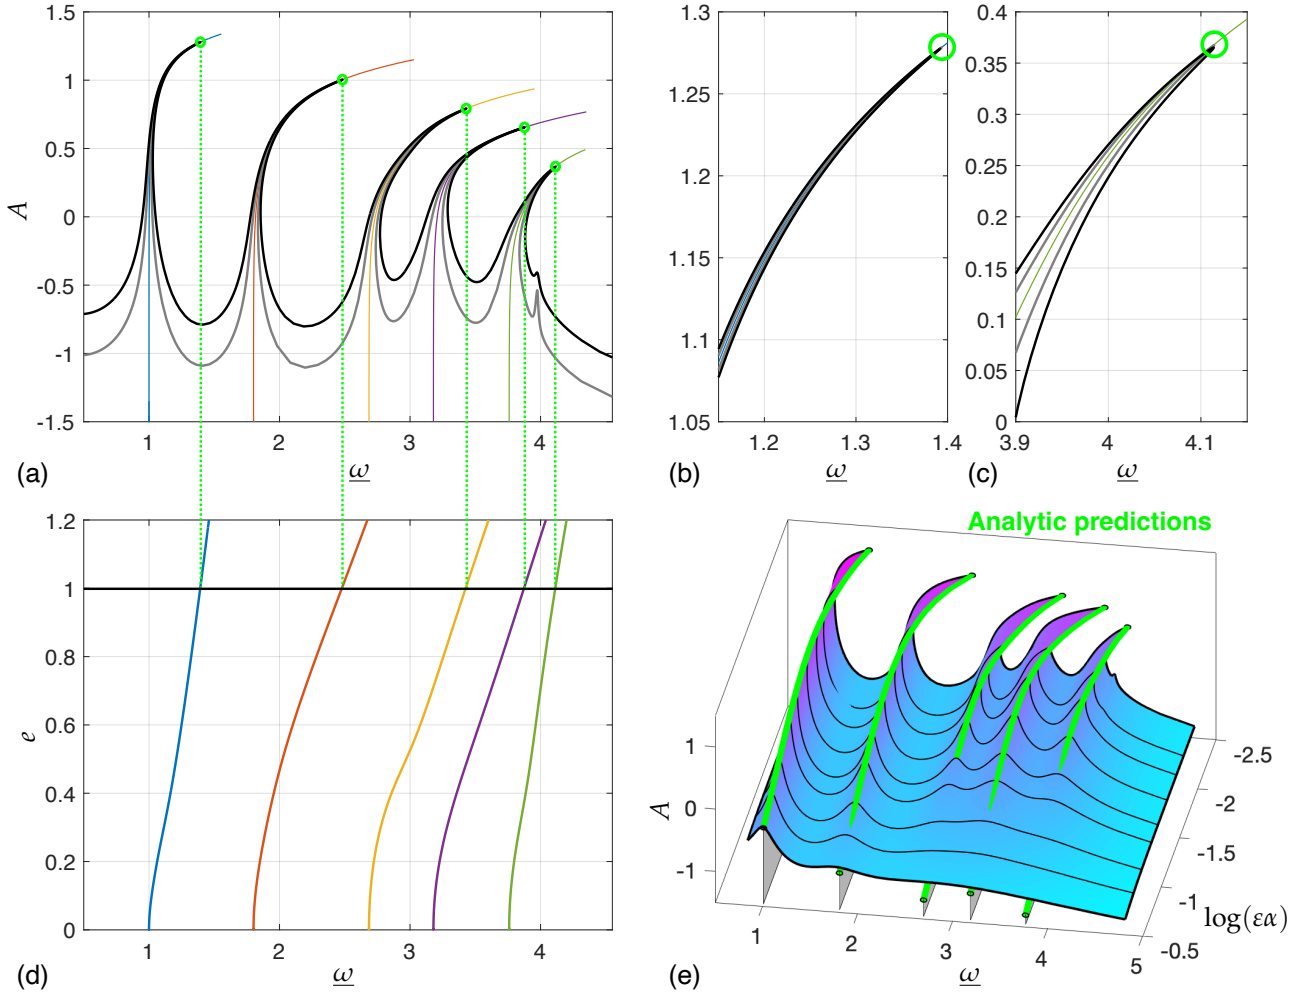 1.5
1
0.5
0
-0.5
-1
-1.5
A
1 2 3 4
(a) ω
1.3
1.25
1.2
1.15
1.1
1.05
1.2 1.3 1.4
(b) ω
0.4
0.35
0.3
0.25
0.2
0.15
0.1
0.05
0
3.9 4 4.1
(c) ω
1.2
1
0.8
0.6
0.4
0.2
0
e
1 2 3 4
(d) ω
Analytic predictions
1
0
-1
A
1 2 3 4 5
-2.5
-2
-1.5
-1
-0.5
log(εα)
(e) ω